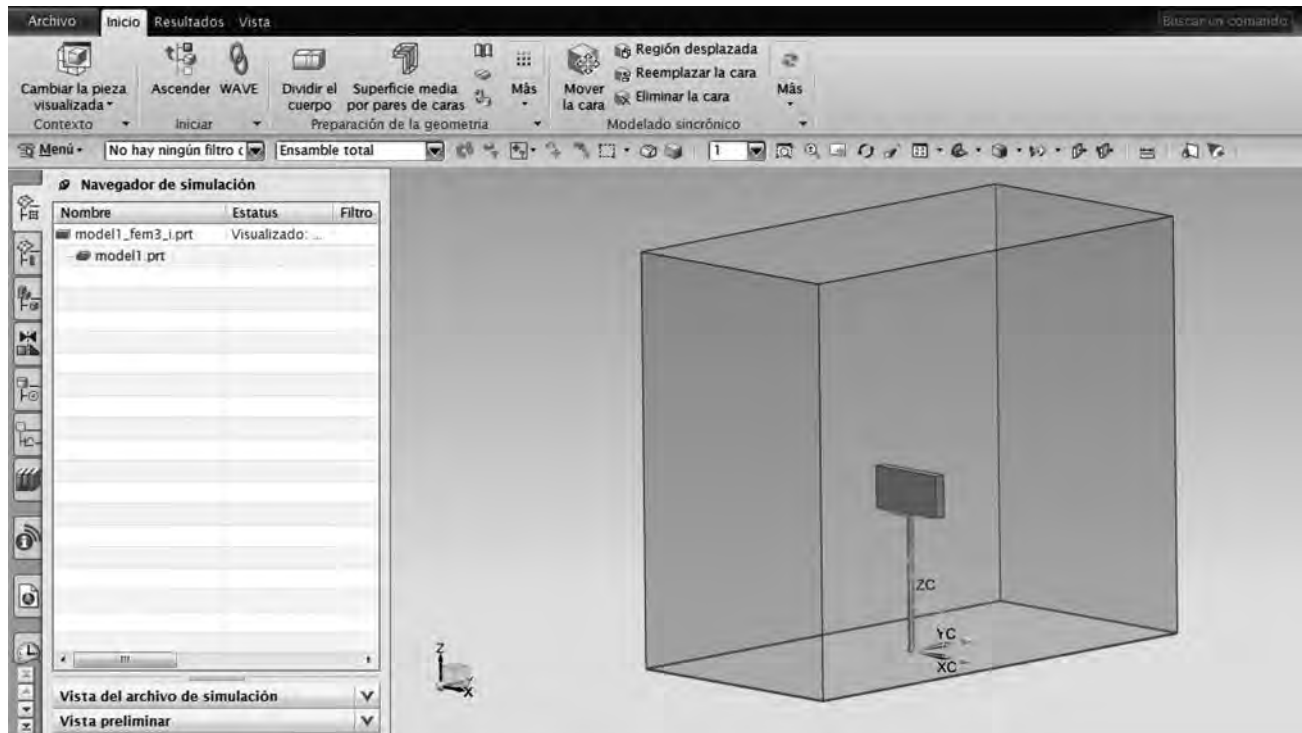 Archivo Inicio Resultados Vista Buscar un comando
Cambiar la pieza visualizada
Ascender WAVE
Dividir el cuerpo
Superficie media por pares de caras
Más
Mover la cara
Región desplazada
Reemplazar la cara
Eliminar la cara
Más
Contexto Iniciar Preparación de la geometría Modelado sincrónico
Menú No hay ningún filtro c Ensamble total 1
Navegador de simulación
Nombre Estatus Filtro
model1_fem3_i.prt Visualizado: ...
model1.prt
ZC
YC
XC
Z
X
Vista del archivo de simulación
Vista preliminar